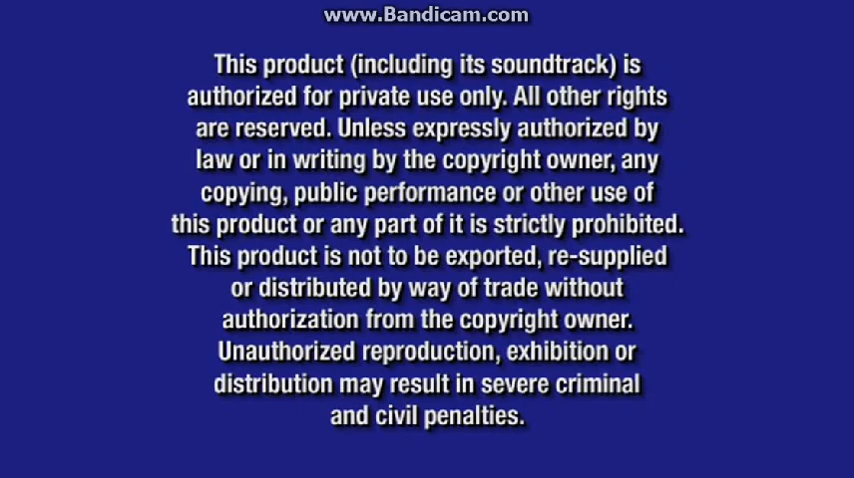 www.Bandicam.com
This product (including its soundtrack) is
authorized for private use only. All other rights
are reserved. Unless expressly authorized by
law or in writing by the copyright owner, any
copying, public performance or other use of
this product or any part of it is strictly prohibited.
This product is not to be exported, re-supplied
or distributed by way of trade without
authorization from the copyright owner.
Unauthorized reproduction, exhibition or
distribution may result in severe criminal
and civil penalties.